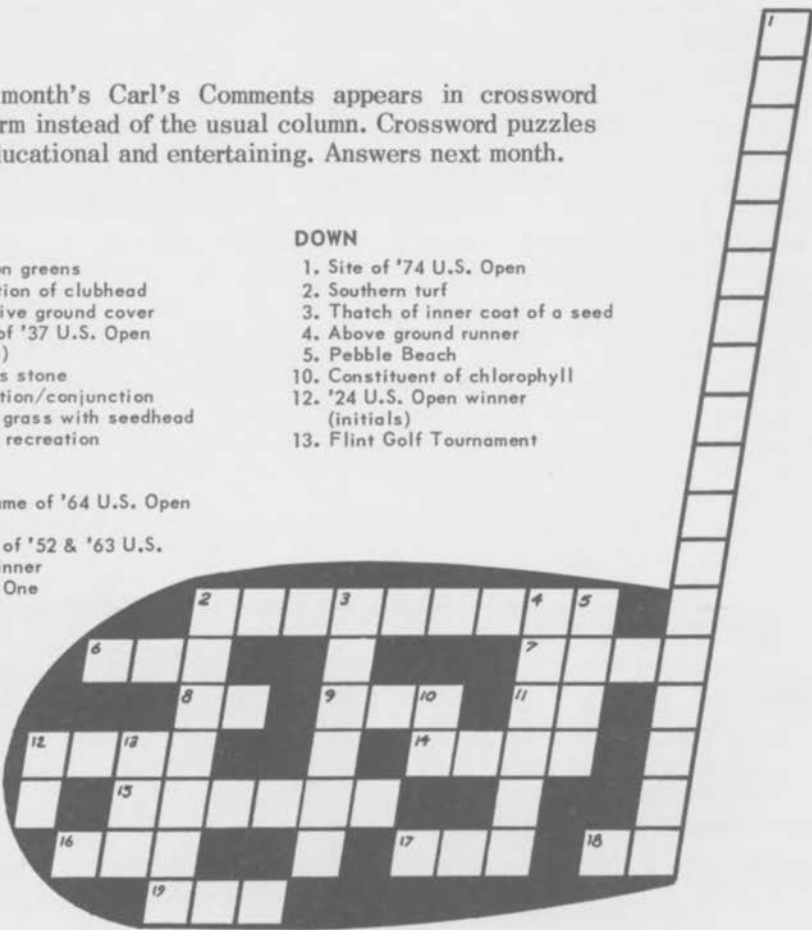 month's Carl's Comments appears in crossword
rm instead of the usual column. Crossword puzzles
ducational and entertaining. Answers next month.
on greens
tion of clubhead
ive ground cover
of '37 U.S. Open
s)
s stone
tion/conjunction
grass with seedhead
recreation
me of '64 U.S. Open
of '52 & '63 U.S.
inner
One
DOWN
1. Site of '74 U.S. Open
2. Southern turf
3. Thatch of inner coat of a seed
4. Above ground runner
5. Pebble Beach
10. Constituent of chlorophyll
12. '24 U.S. Open winner
(initials)
13. Flint Golf Tournament
1
2 3 4 5
6 7
8 9 10 11
12 13 14
15
16 17 18
19